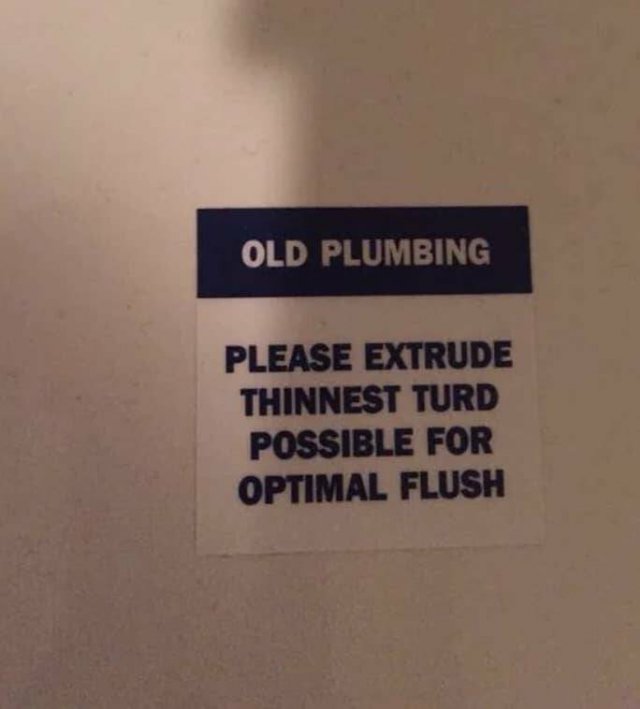 OLD PLUMBING
PLEASE EXTRUDE
THINNEST TURD
POSSIBLE FOR
OPTIMAL FLUSH